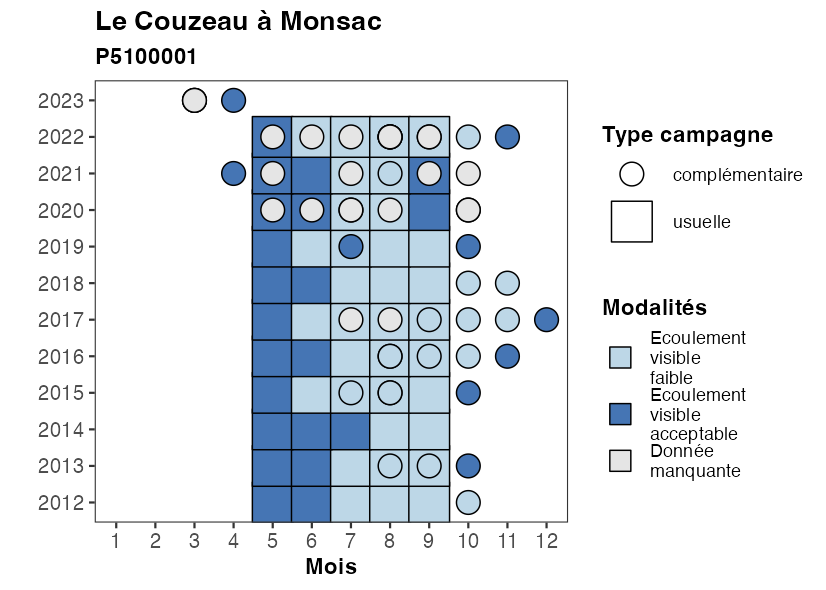 Le Couzeau à Monsac
P5100001
2023
2022
2021
2020
2019
2018
2017
2016
2015
2014
2013
2012
1 2 3 4 5 6 7 8 9 10 11 12
Mois
Type campagne
complémentaire
usuelle
Modalités
Ecoulement
visible
faible
Ecoulement
visible
acceptable
Donnée
manquante